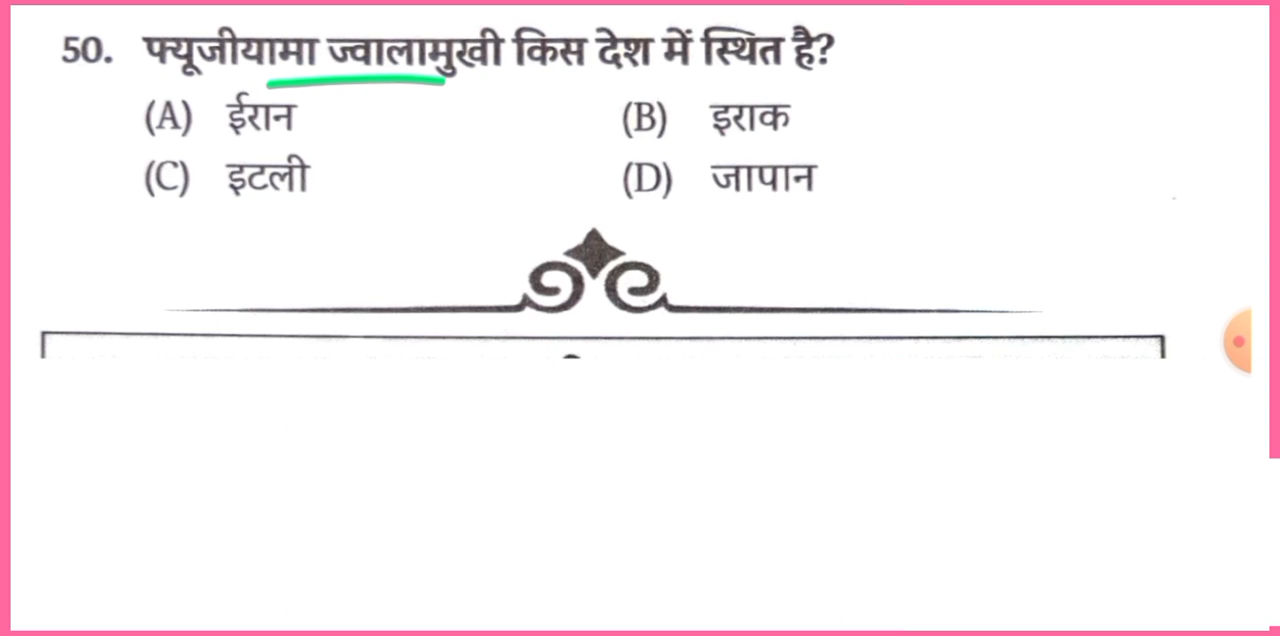 50. फ्यूजीयामा ज्वालामुखी किस देश में स्थित है?
(A) ईरान (B) इराक
(C) इटली (D) जापान